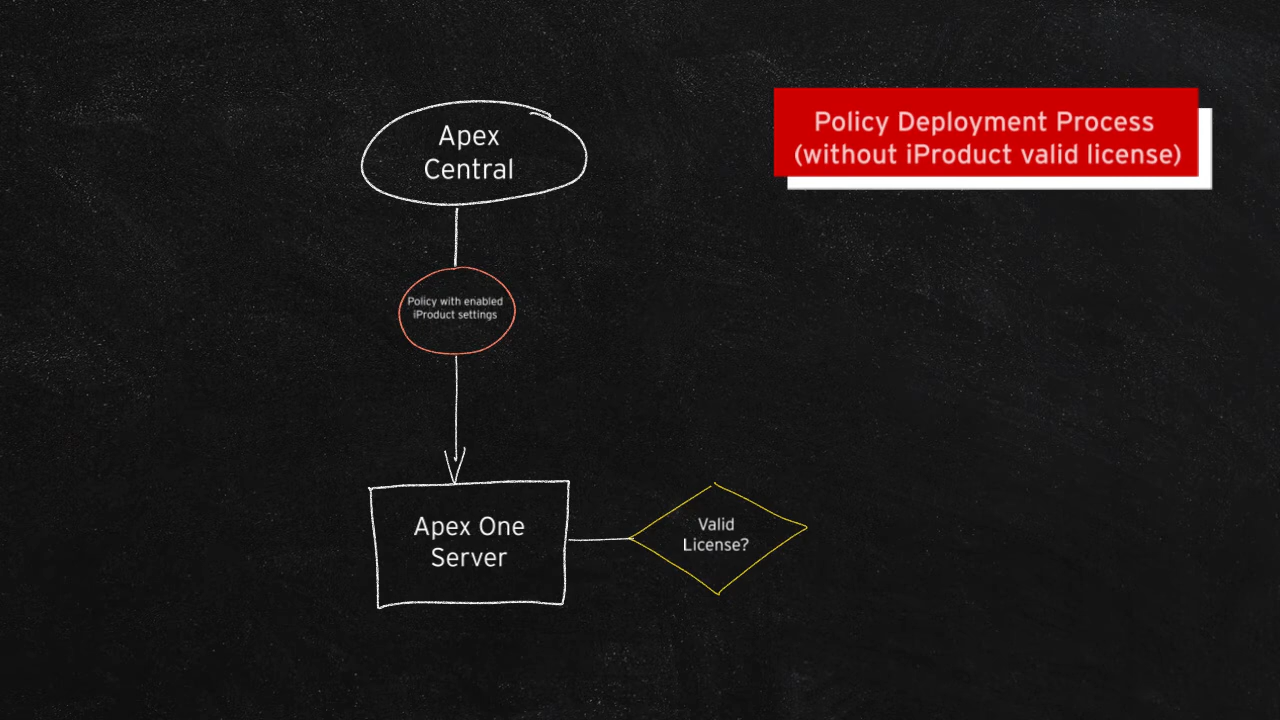 Policy Deployment Process
(without iProduct valid license)
Apex
Central
Policy with enabled
iProduct settings
Apex One
Server
Valid
License?